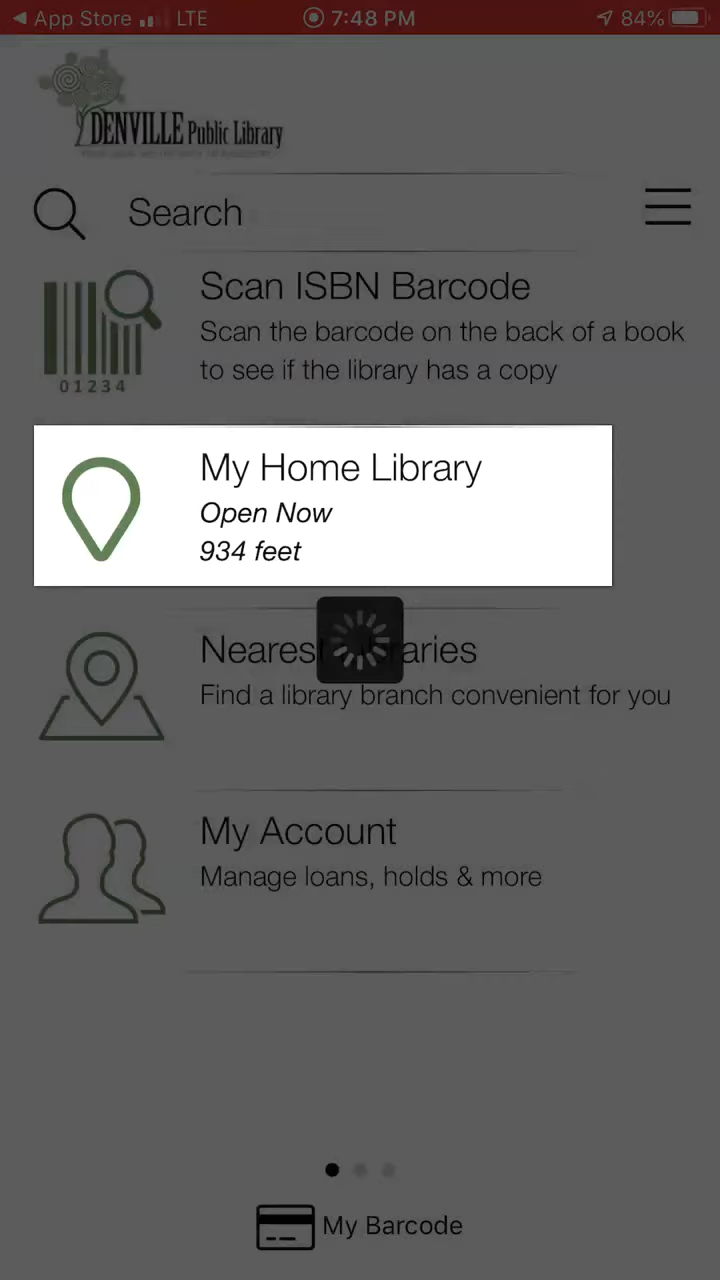 ◀ App Store LTE 7:48 PM 84%
DENVILLE Public Library
Search
Scan ISBN Barcode
Scan the barcode on the back of a book
to see if the library has a copy
01234
My Home Library
Open Now
934 feet
Nearest Libraries
Find a library branch convenient for you
My Account
Manage loans, holds & more
My Barcode